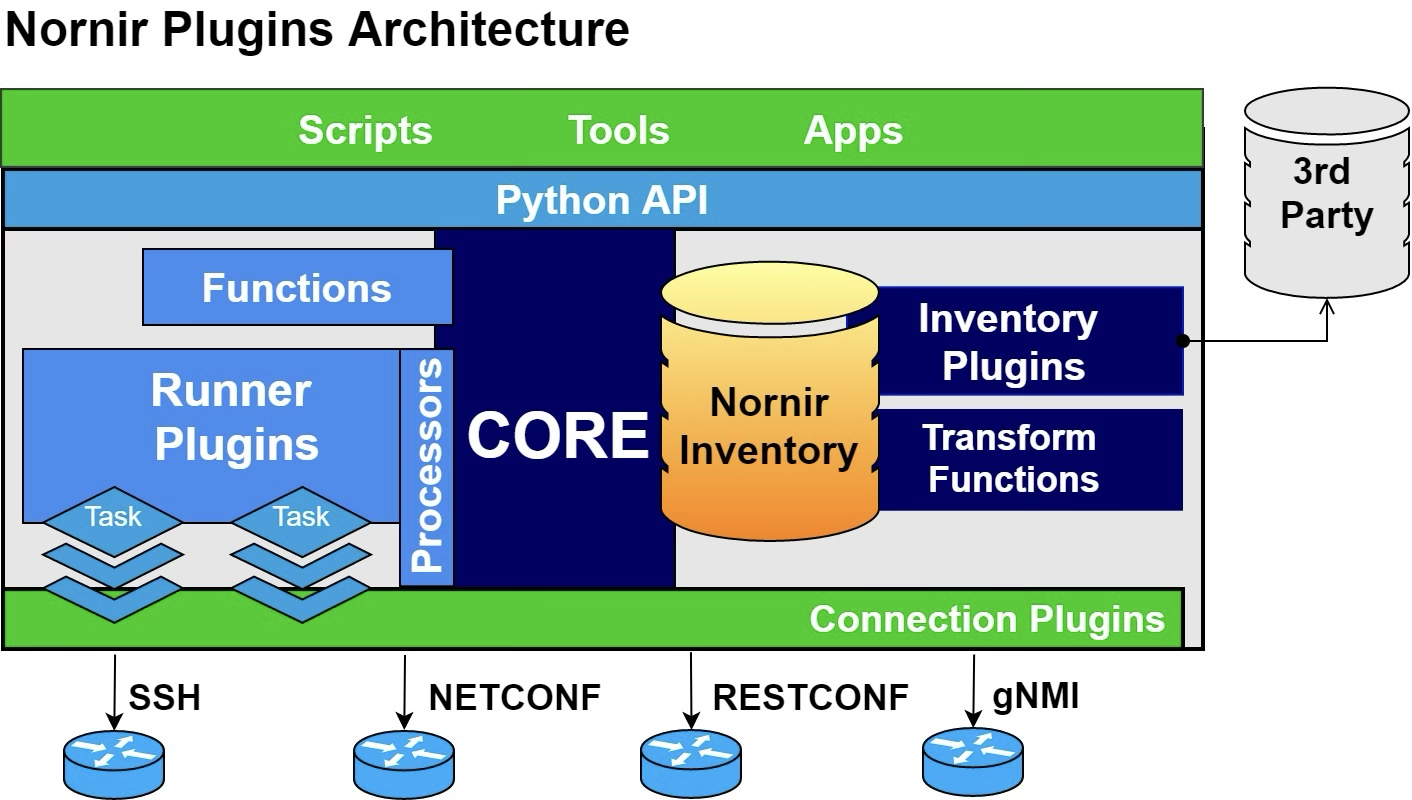 Nornir Plugins Architecture
Scripts Tools Apps
Python API
3rd
Party
Functions
Runner
Plugins
Task
Task
Processors
CORE
Nornir
Inventory
Inventory
Plugins
Transform
Functions
Connection Plugins
SSH
NETCONF
RESTCONF
gNMI